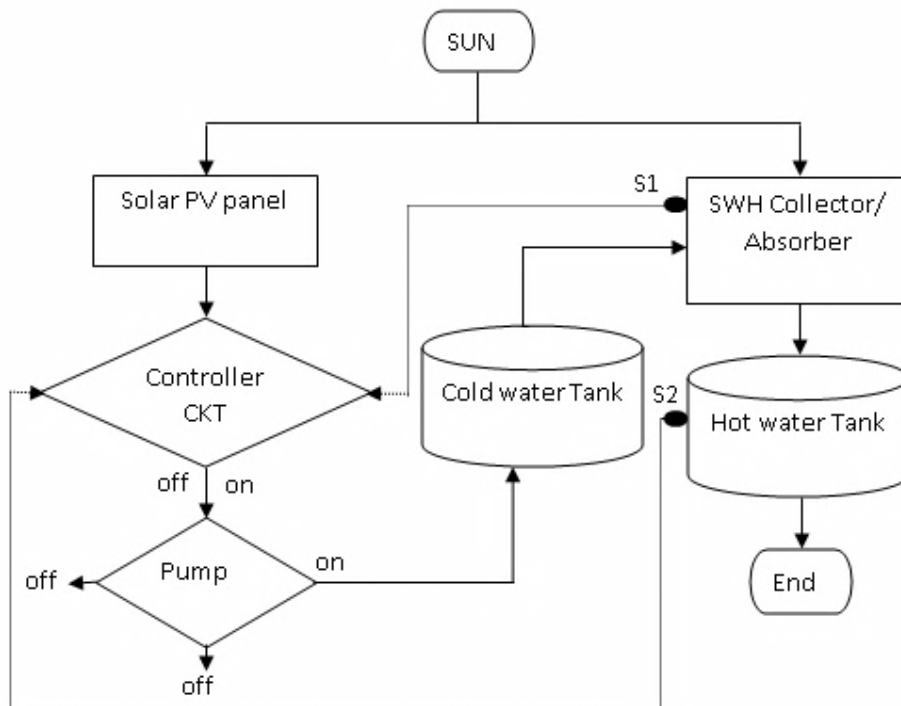 SUN
Solar PV panel
S1
SWH Collector/
Absorber
Controller
CKT
Cold water Tank
S2
Hot water Tank
off
on
Pump
on
off
off
End